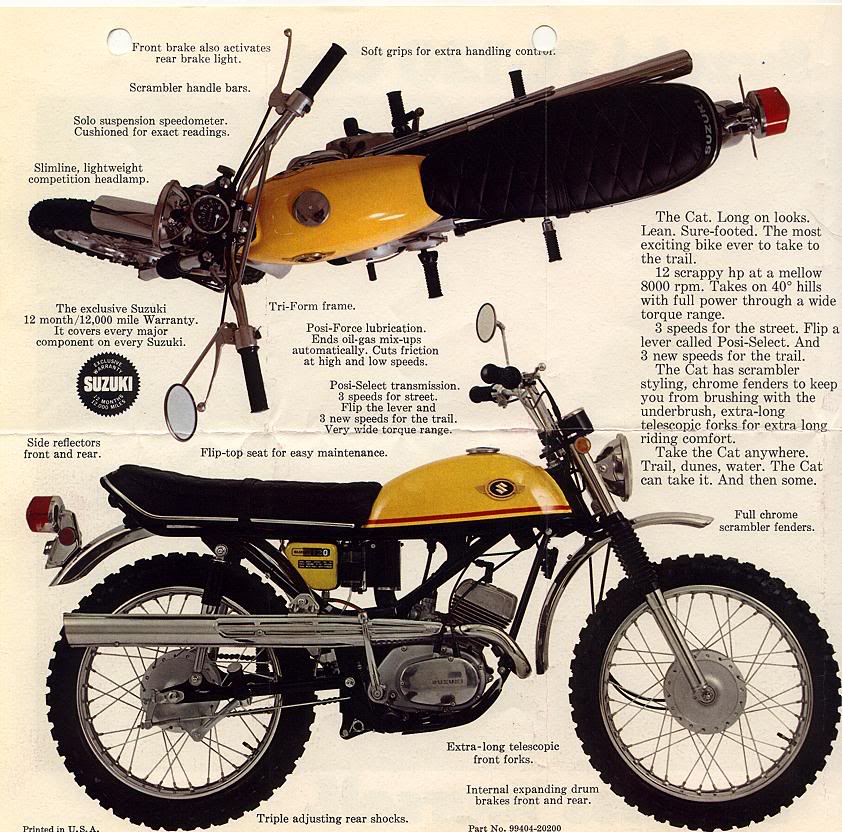 Front brake also activates
rear brake light.
Soft grips for extra handling control.
Scrambler handle bars.
Solo suspension speedometer.
Cushioned for exact readings.
Slimline, lightweight
competition headlamp.
SUZUKI
The Cat. Long on looks.
Lean. Sure-footed. The most
exciting bike ever to take to
the trail.
12 scrappy hp at a mellow
8000 rpm. Takes on 40° hills
with full power through a wide
torque range.
3 speeds for the street. Flip a
lever called Posi-Select. And
3 new speeds for the trail.
The Cat has scrambler
styling, chrome fenders to keep
you from brushing with the
underbrush, extra-long
telescopic forks for extra long
riding comfort.
Take the Cat anywhere.
Trail, dunes, water. The Cat
can take it. And then some.
The exclusive Suzuki
12 month/12,000 mile Warranty.
It covers every major
component on every Suzuki.
EXCLUSIVE
WARRANTY
SUZUKI
12 MONTHS
12,000 MILES
Tri-Form frame.
Posi-Force lubrication.
Ends oil-gas mix-ups
automatically. Cuts friction
at high and low speeds.
Posi-Select transmission.
3 speeds for street.
Flip the lever and
3 new speeds for the trail.
Very wide torque range.
Side reflectors
front and rear.
Flip-top seat for easy maintenance.
Full chrome
scrambler fenders.
SUZUKI
Extra-long telescopic
front forks.
Internal expanding drum
brakes front and rear.
Triple adjusting rear shocks.
Printed in U.S.A.
Part No. 99404-20200